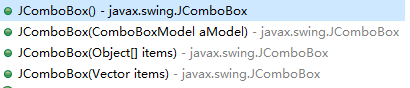 JComboBox() - javax.swing.JComboBox
JComboBox(ComboBoxModel aModel) - javax.swing.JComboBox
JComboBox(Object[] items) - javax.swing.JComboBox
JComboBox(Vector items) - javax.swing.JComboBox